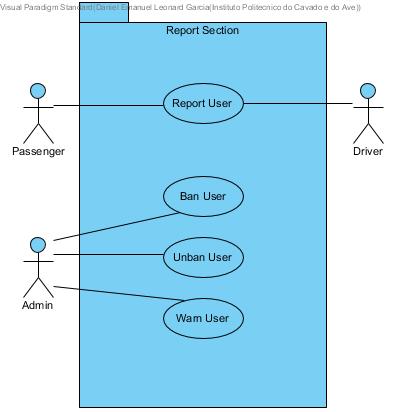 Visual Paradigm Standard(Daniel Emanuel Leonard Garcia(Instituto Politecnico do Cavado e do Ave))
Report Section
Report User
Passenger
Driver
Ban User
Unban User
Admin
Warn User